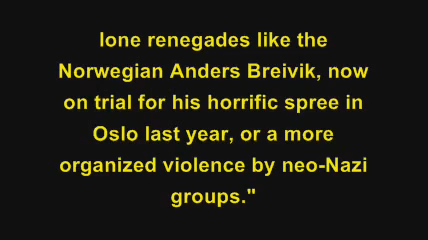 lone renegades like the
Norwegian Anders Breivik, now
on trial for his horrific spree in
Oslo last year, or a more
organized violence by neo-Nazi
groups."